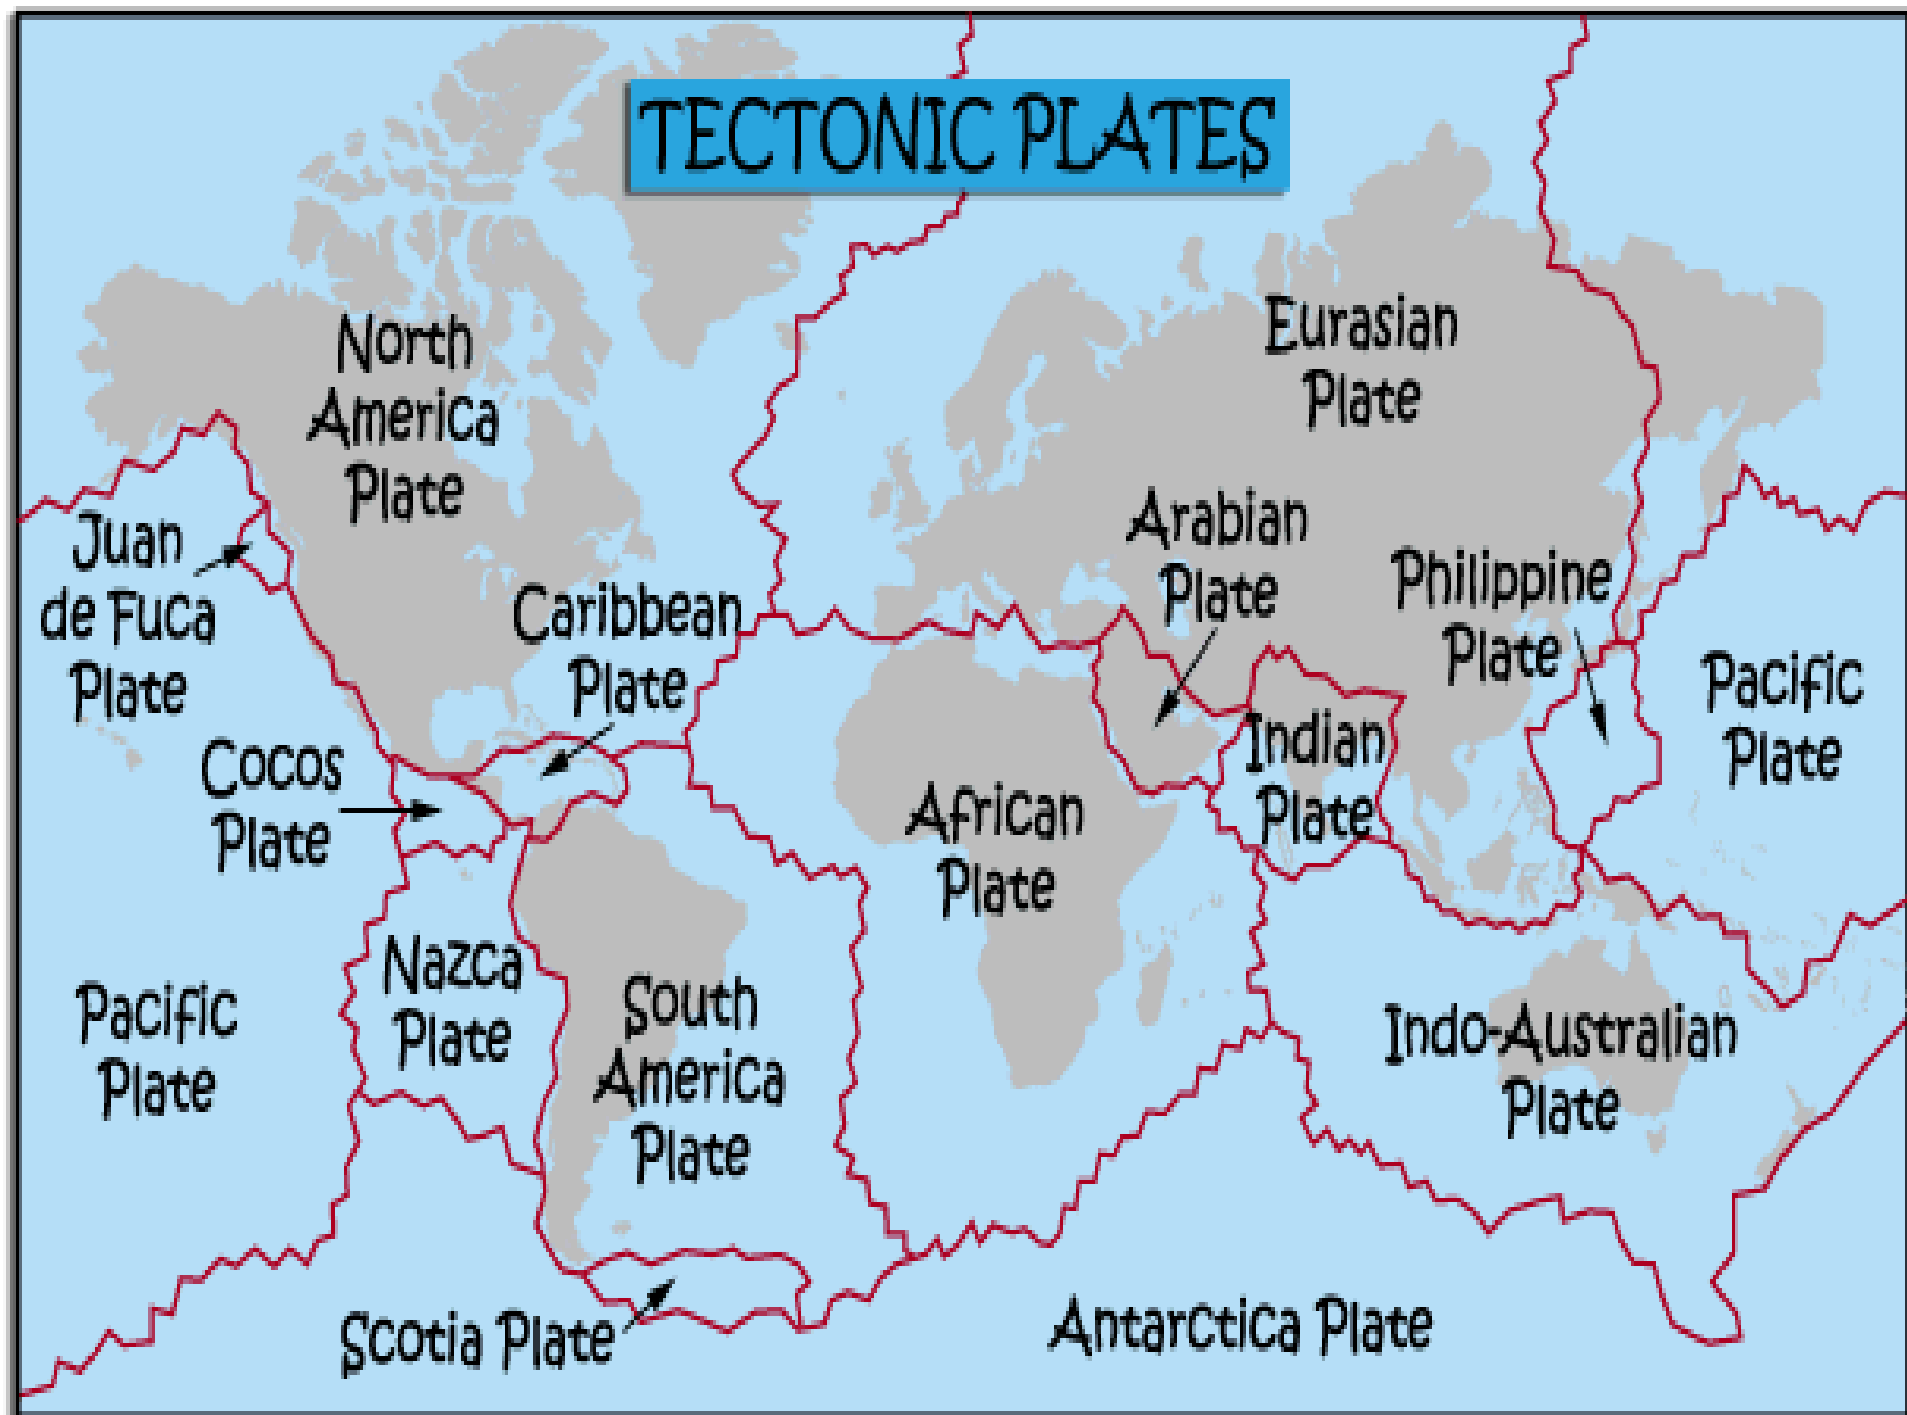 TECTONIC PLATES
North
America
Plate
Eurasian
Plate
Juan
de Fuca
Plate
Caribbean
Plate
Arabian
Plate
Philippine
Plate
Pacific
Plate
Cocos
Plate
Indian
Plate
African
Plate
Nazca
Plate
South
America
Plate
Pacific
Plate
Indo-Australian
Plate
Scotia Plate
Antarctica Plate